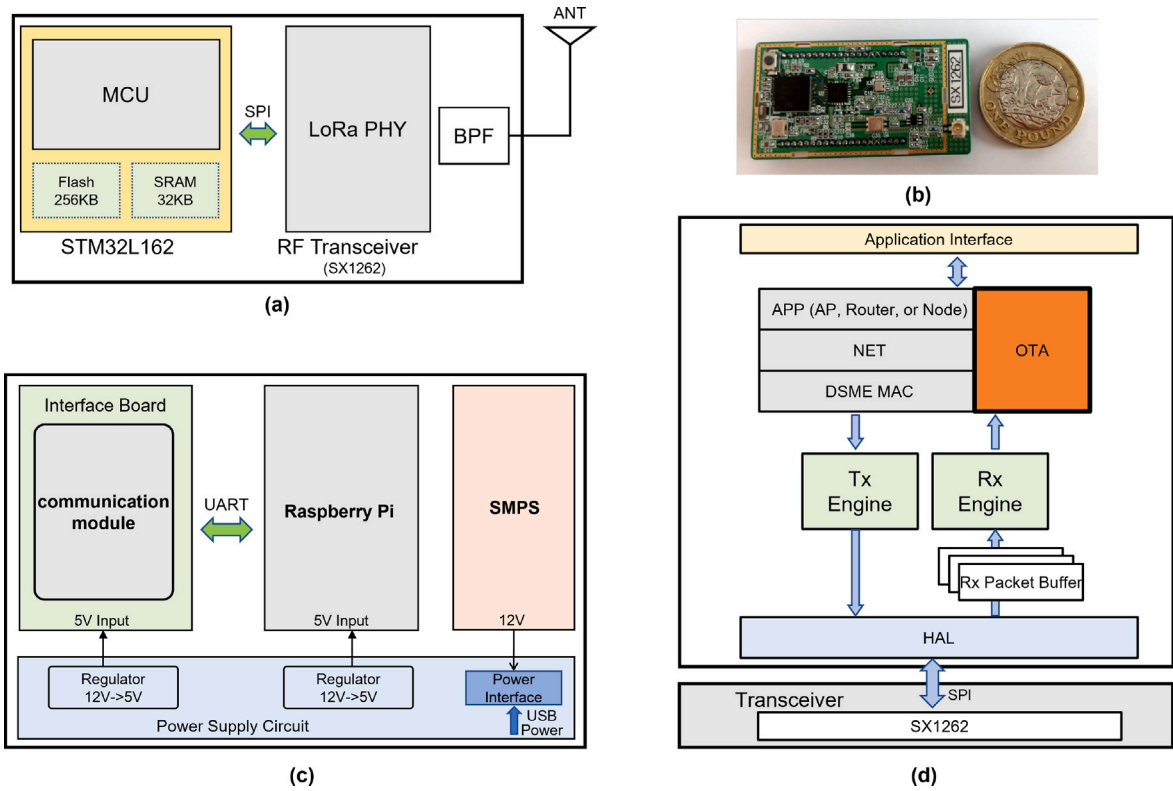 ANT
MCU
SPI
LoRa PHY
BPF
Flash
256KB
SRAM
32KB
STM32L162
RF Transceiver
(SX1262)
(a)
SX1262
ONE POUND
(b)
Interface Board
communication
module
UART
Raspberry Pi
SMPS
5V Input
5V Input
12V
Regulator
12V->5V
Regulator
12V->5V
Power
Interface
USB
Power
Power Supply Circuit
(c)
Application Interface
APP (AP, Router, or Node)
NET
DSME MAC
OTA
Tx
Engine
Rx
Engine
Rx Packet Buffer
HAL
SPI
Transceiver
SX1262
(d)